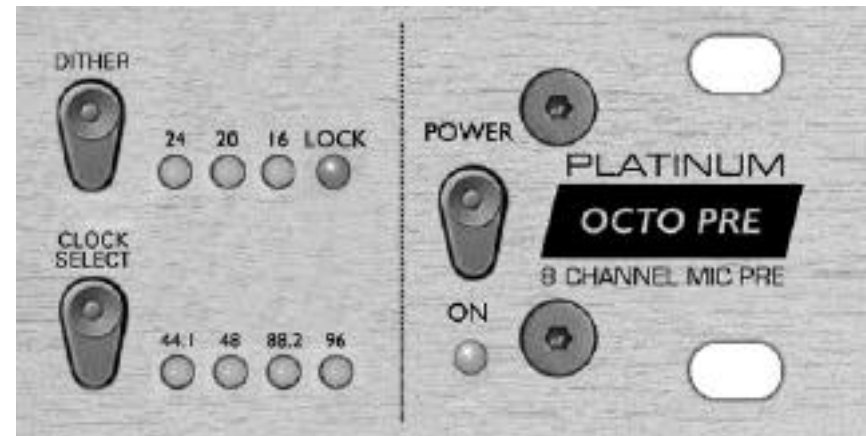 DITHER
24 20 16 LOCK
CLOCK
SELECT
44.1 48 88.2 96
POWER
ON
PLATINUM
OCTO PRE
8 CHANNEL MIC PRE